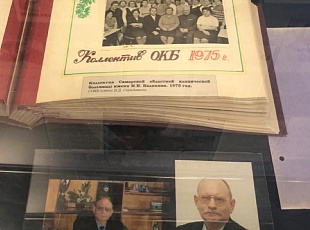 Коллектив ОКБ 1975 г.
Коллектив Самарской областной клинической
больницы имени М.И. Калинина. 1975 год.